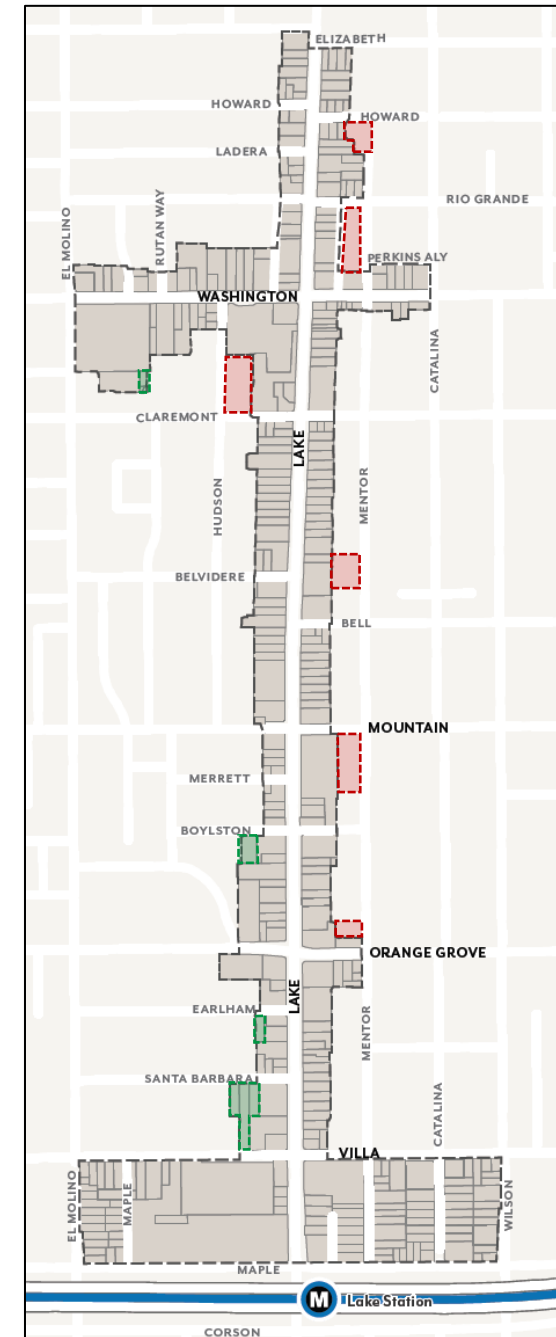 ELIZABETH
HOWARD
HOWARD
LADERA
RIO GRANDE
EL MOLINO
RUTAN WAY
PERKINS ALY
WASHINGTON
CATALINA
CLAREMONT
LAKE
HUDSON
MENTOR
BELVIDERE
BELL
MOUNTAIN
MERRETT
BOYLSTON
ORANGE GROVE
LAKE
EARLHAM
MENTOR
SANTA BARBARA
CATALINA
VILLA
EL MOLINO
MAPLE
WILSON
MAPLE
M Lake Station
CORSON